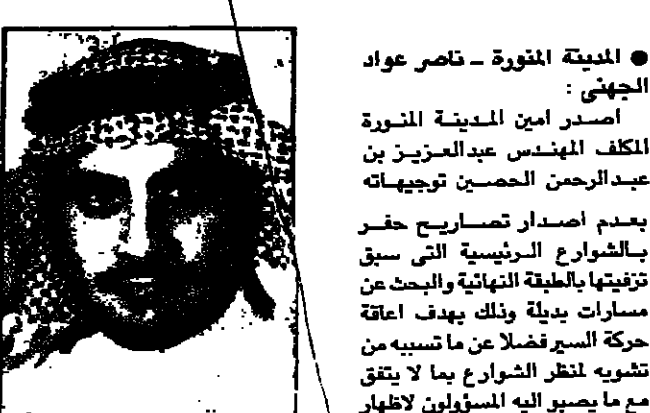 ● المدينة المنورة ـ ناصر عواد
الجهني :
اصدر امين المدينة المنورة
المكلف المهندس عبدالعزيز بن
عبدالرحمن الحصين توجيهاته
بعدم اصدار تصاريح حفر
بالشوارع الرئيسية التي سبق
تزفيتها بالطبقة النهائية والبحث عن
مسارات بديلة وذلك بهدف اعاقة
حركة السير فضلا عن ما تسببه من
تشويه لمنظر الشوارع بما لا يتفق
مع ما يصبو اليه المسؤولون لاظهار